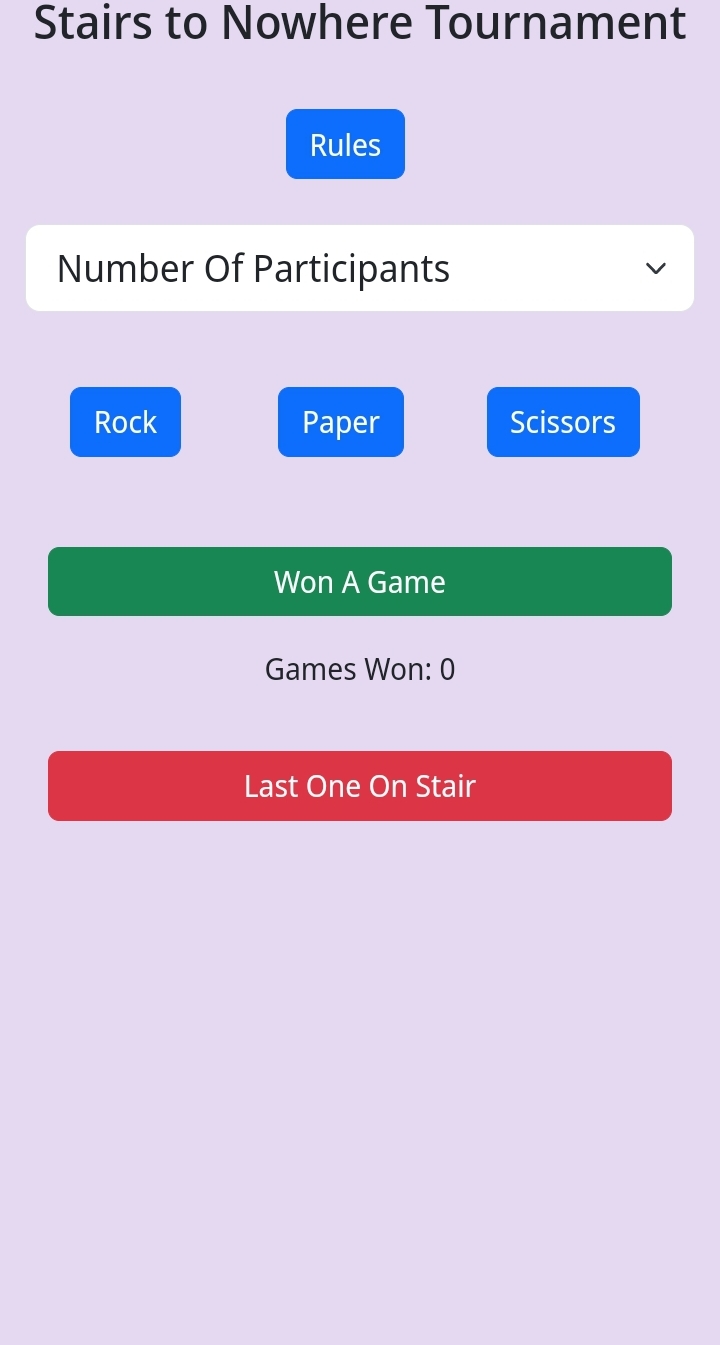 Stairs to Nowhere Tournament
Rules
Number Of Participants
Rock Paper Scissors
Won A Game
Games Won: 0
Last One On Stair